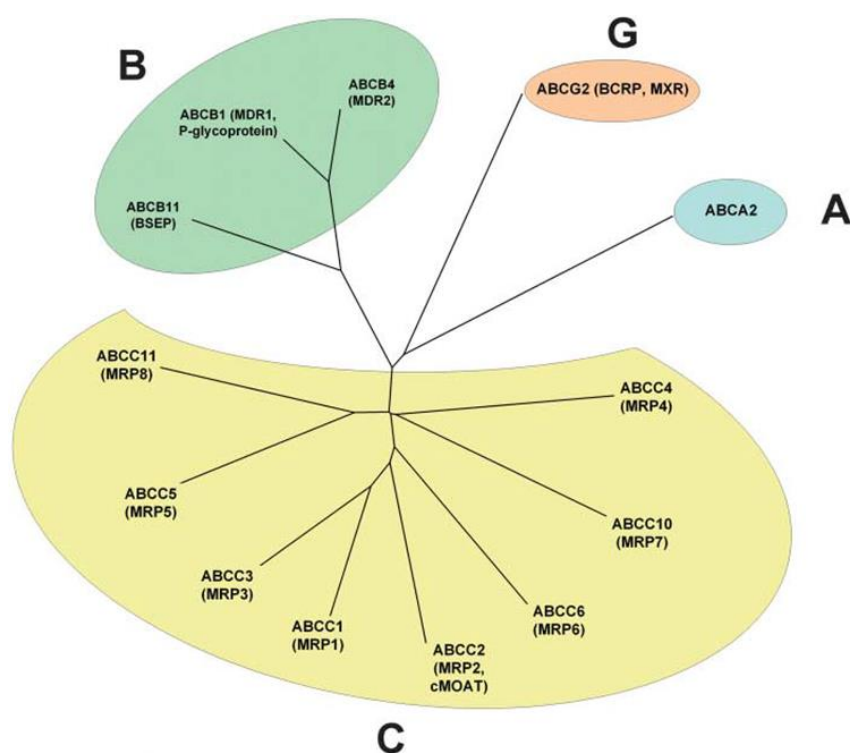 G
B
ABCB4
(MDR2)
ABCG2 (BCRP, MXR)
ABCB1 (MDR1,
P-glycoprotein)
ABCB11
(BSEP)
ABCA2
A
ABCC11
(MRP8)
ABCC4
(MRP4)
ABCC5
(MRP5)
ABCC10
(MRP7)
ABCC3
(MRP3)
ABCC6
(MRP6)
ABCC1
(MRP1)
ABCC2
(MRP2,
cMOAT)
C